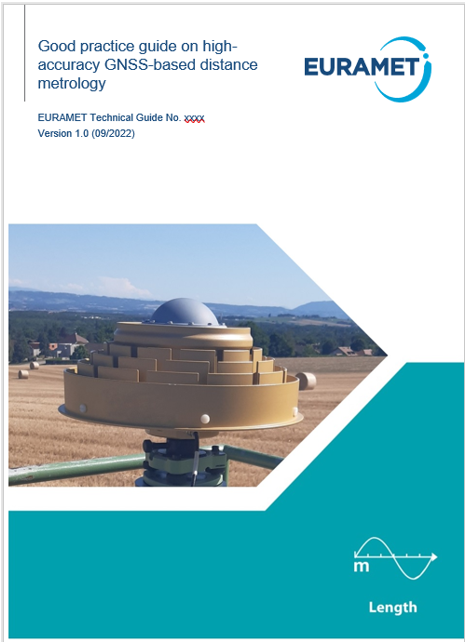 Good practice guide on high-
accuracy GNSS-based distance
metrology
EURAMET
EURAMET Technical Guide No. xxxx
Version 1.0 (09/2022)
m
Length